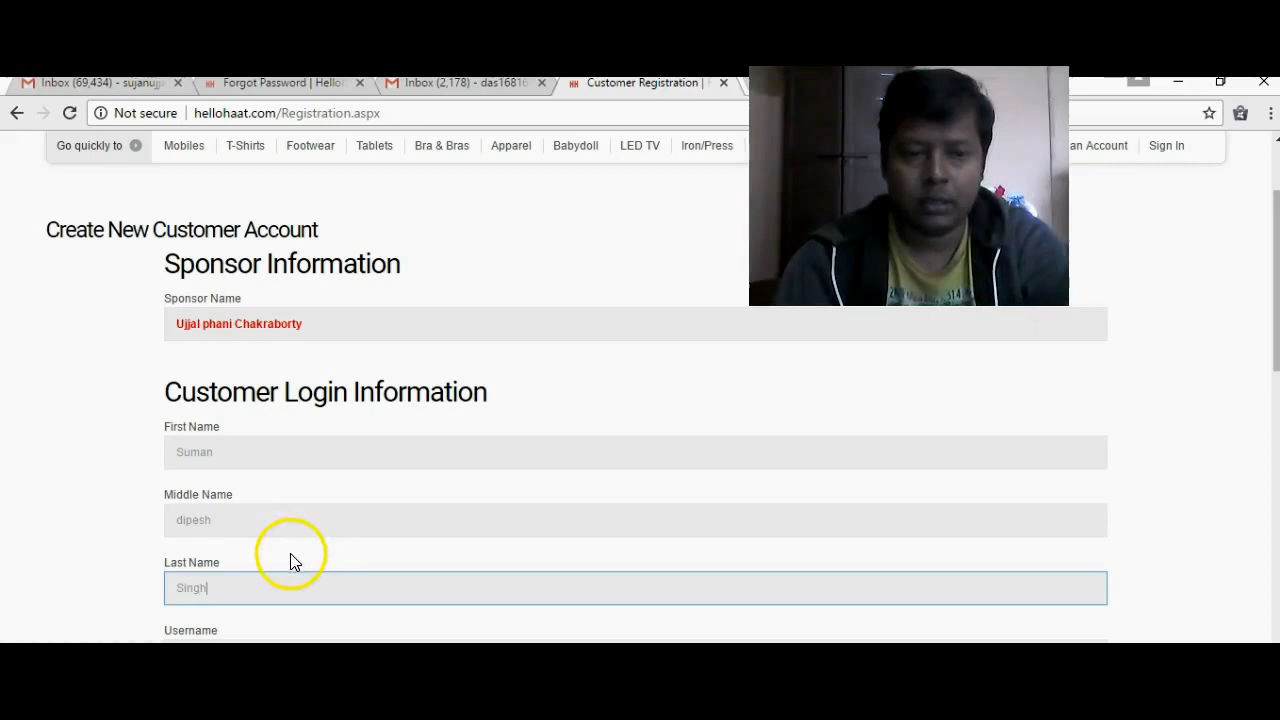 Inbox (69,434) - sujanujja
Forgot Password | Hello
Inbox (2,178) - das16816
Customer Registration |
Not secure
hellohaat.com/Registration.aspx
Go quickly to
Mobiles
T-Shirts
Footwear
Tablets
Bra & Bras
Apparel
Babydoll
LED TV
Iron/Press
an Account
Sign In
Create New Customer Account
Sponsor Information
Sponsor Name
Ujjal phani Chakraborty
Customer Login Information
First Name
Suman
Middle Name
dipesh
Last Name
Singh
Username